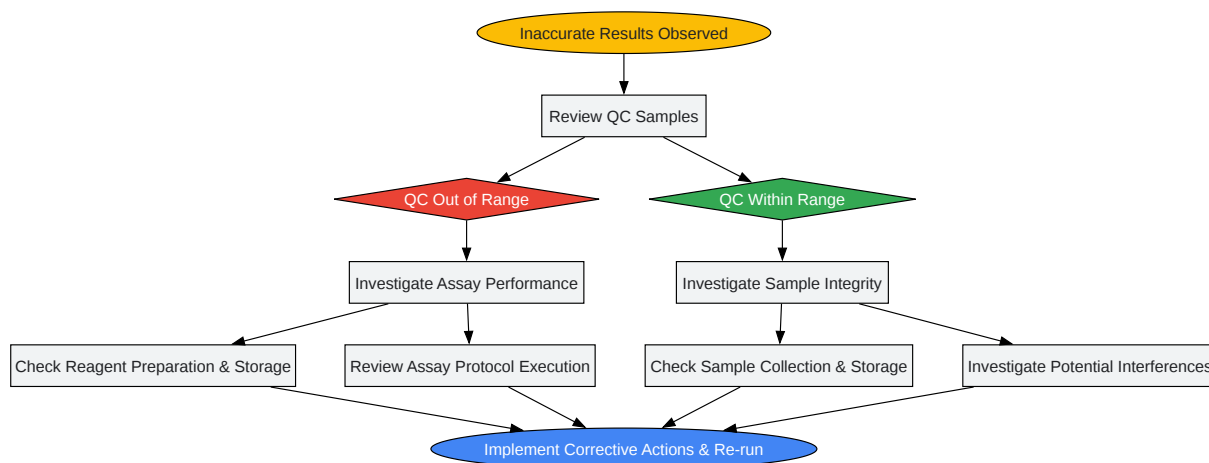 Inaccurate Results Observed
Review QC Samples
QC Out of Range
QC Within Range
Investigate Assay Performance
Investigate Sample Integrity
Check Reagent Preparation & Storage
Review Assay Protocol Execution
Check Sample Collection & Storage
Investigate Potential Interferences
Implement Corrective Actions & Re-run